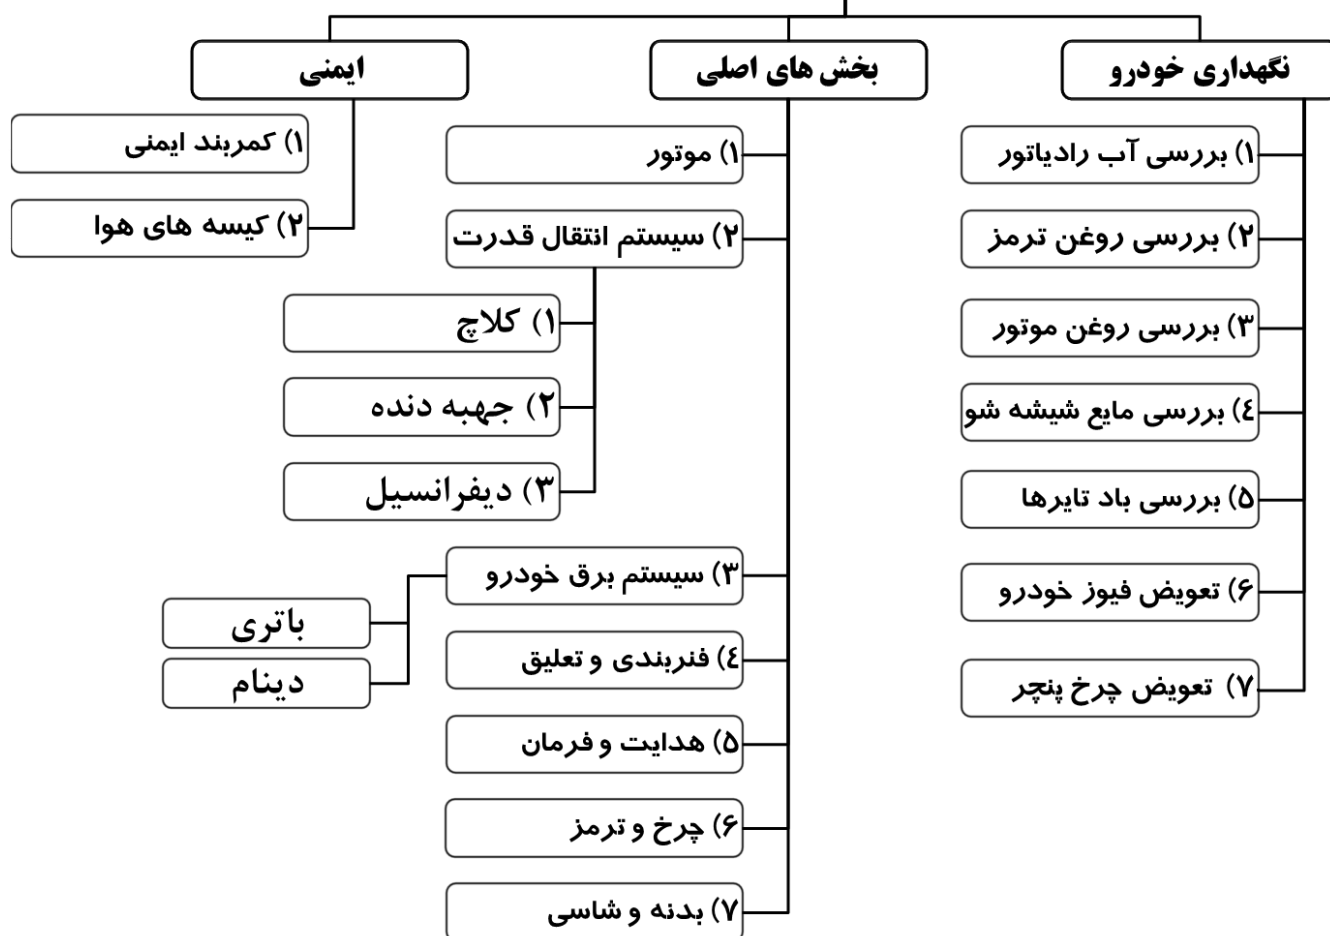 نگهداری خودرو
۱) بررسی آب رادیاتور
۲) بررسی روغن ترمز
۳) بررسی روغن موتور
٤) بررسی مایع شیشه شو
۵) بررسی باد تایرها
۶) تعویض فیوز خودرو
۷) تعویض چرخ پنچر
بخش های اصلی
۱) موتور
۲) سیستم انتقال قدرت
۱) کلاچ
۲) جهبه دنده
۳) دیفرانسیل
۳) سیستم برق خودرو
باتری
دینام
٤) فنربندی و تعلیق
۵) هدایت و فرمان
۶) چرخ و ترمز
۷) بدنه و شاسی
ایمنی
۱) کمربند ایمنی
۲) کیسه های هوا